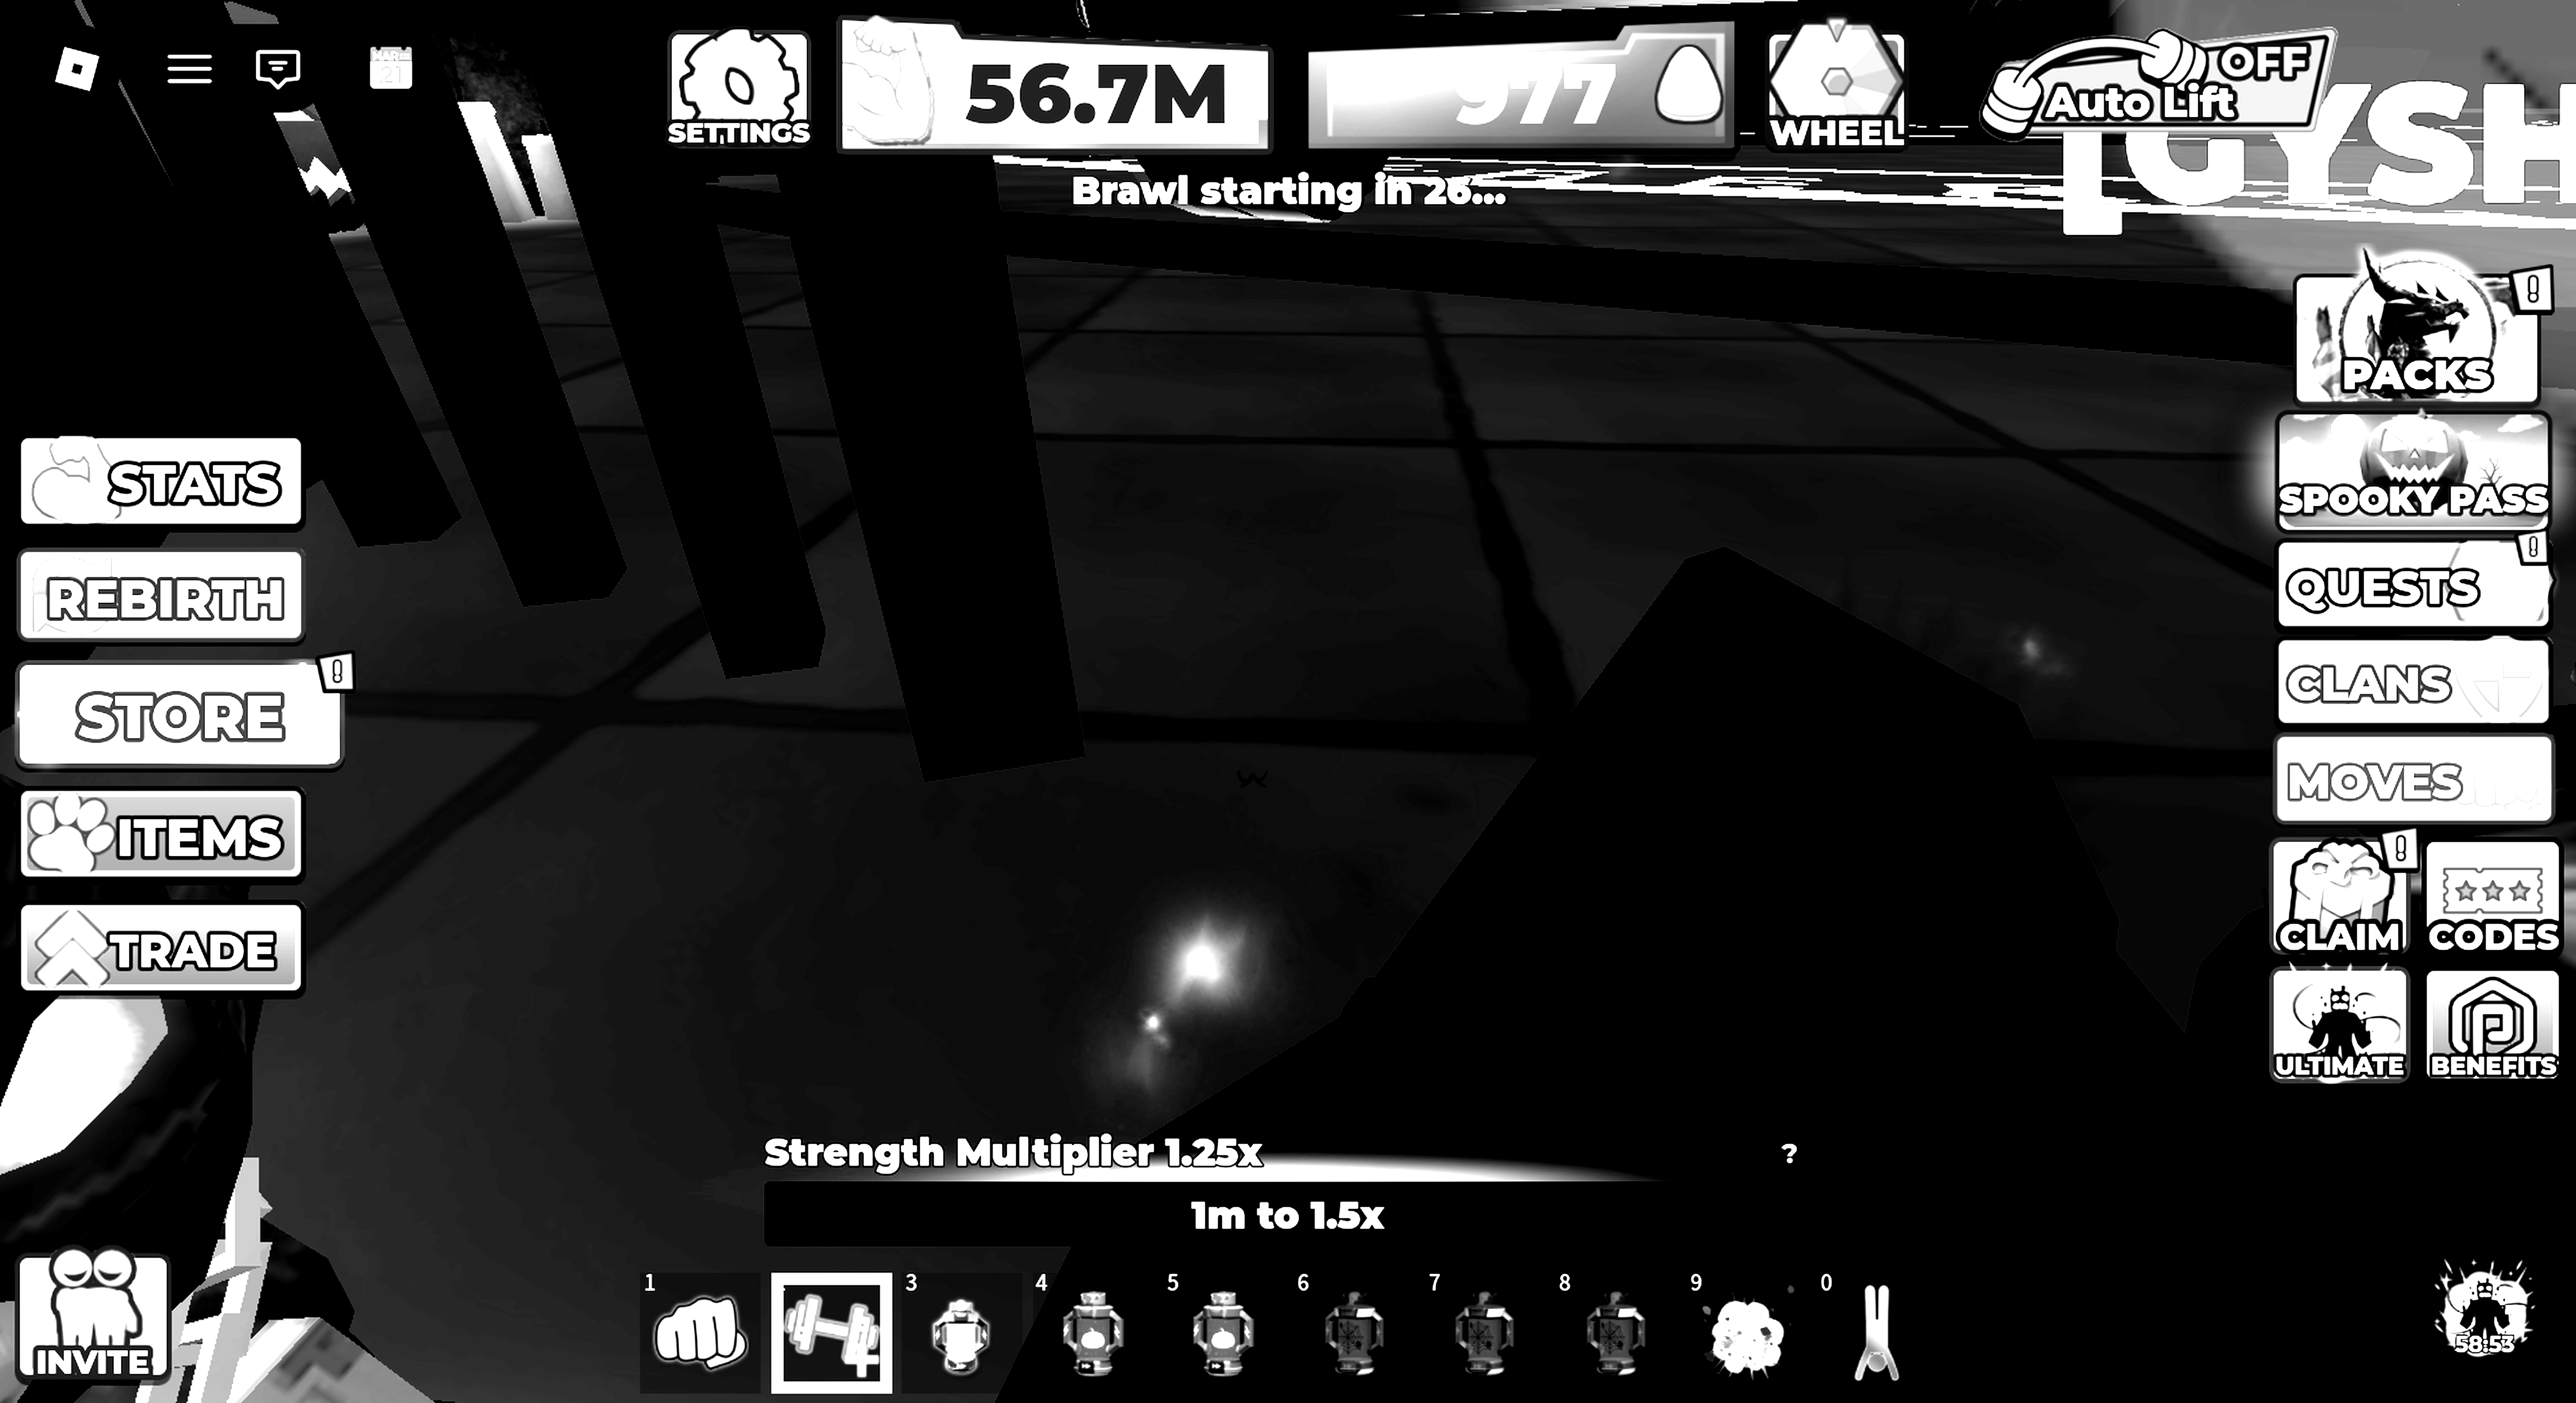 MAR
21
SETTINGS
56.7M
977
WHEEL
OFF
Auto Lift
Brawl starting in 26...
PACKS
SPOOKY PASS
QUESTS
CLANS
MOVES
CLAIM
CODES
ULTIMATE
BENEFITS
STATS
REBIRTH
STORE
ITEMS
TRADE
INVITE
Strength Multiplier 1.25x
?
1m to 1.5x
1
3
4
5
6
7
8
9
0
58:53